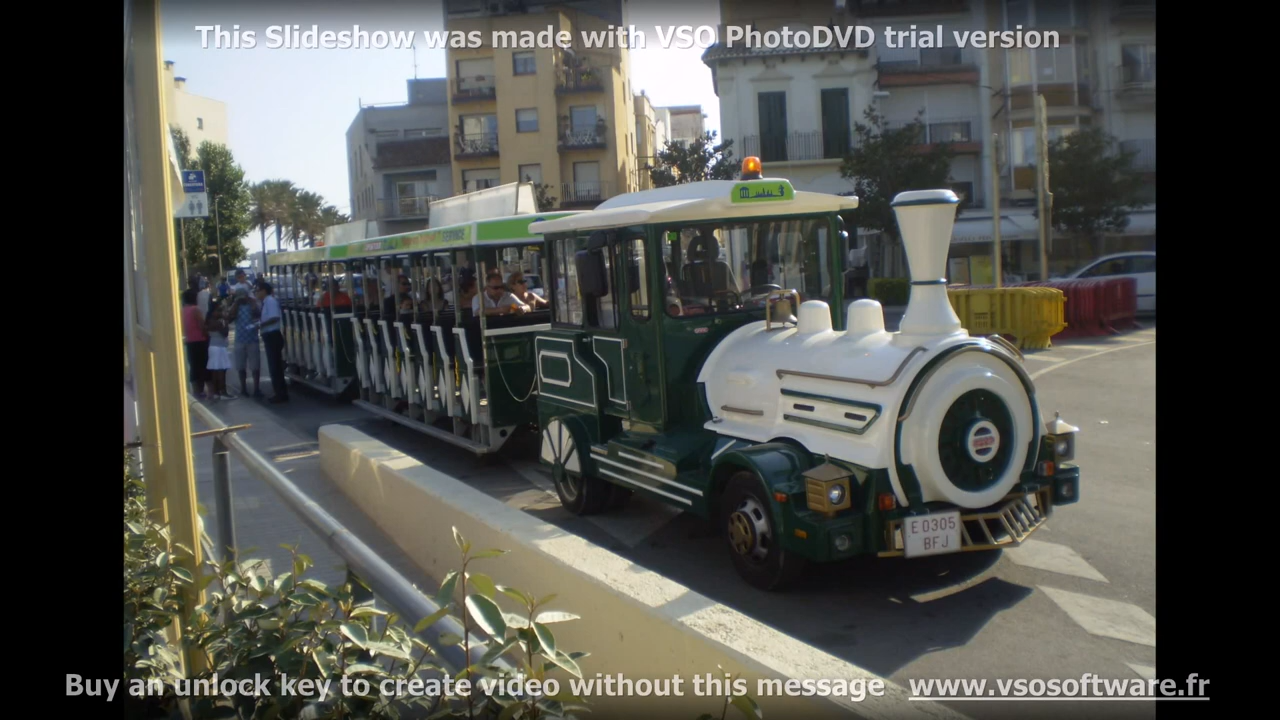 This Slideshow was made with VSO PhotoDVD trial version
E 0305
BFJ
Buy an unlock key to create video without this message www.vsosoftware.fr